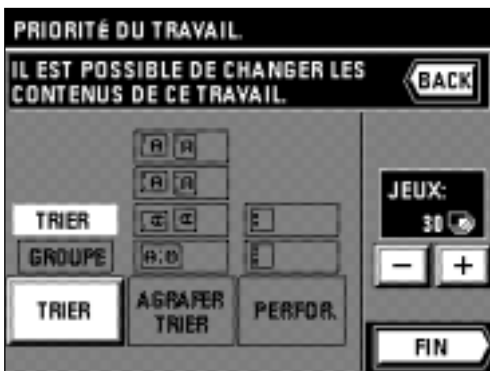 PRIORITÉ DU TRAVAIL.
IL EST POSSIBLE DE CHANGER LES
CONTENUS DE CE TRAVAIL.
BACK
JEUX:
30
TRIER
GROUPE
TRIER
AGRAFER
TRIER
PERFOR.
− +
FIN